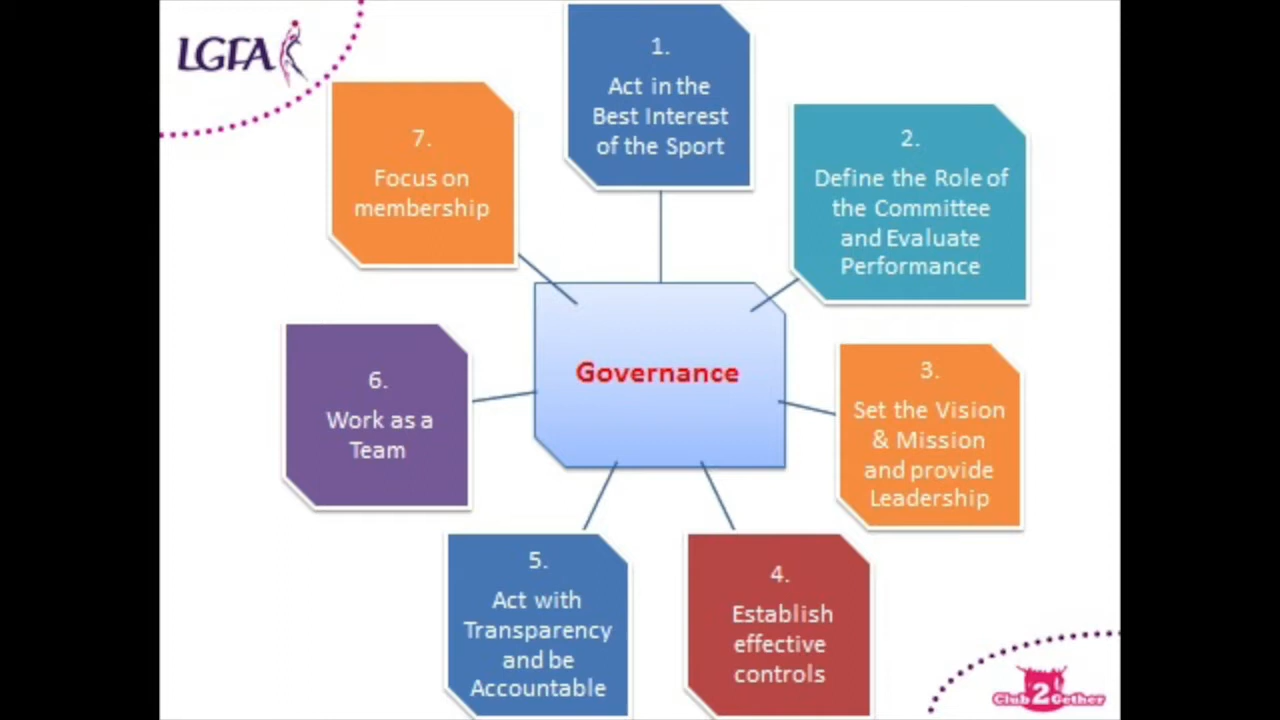 LGFA
1.
Act in the
Best Interest
of the Sport
2.
Define the Role of
the Committee
and Evaluate
Performance
3.
Set the Vision
& Mission
and provide
Leadership
4.
Establish
effective
controls
5.
Act with
Transparency
and be
Accountable
6.
Work as a
Team
7.
Focus on
membership
Governance
Club2Gether